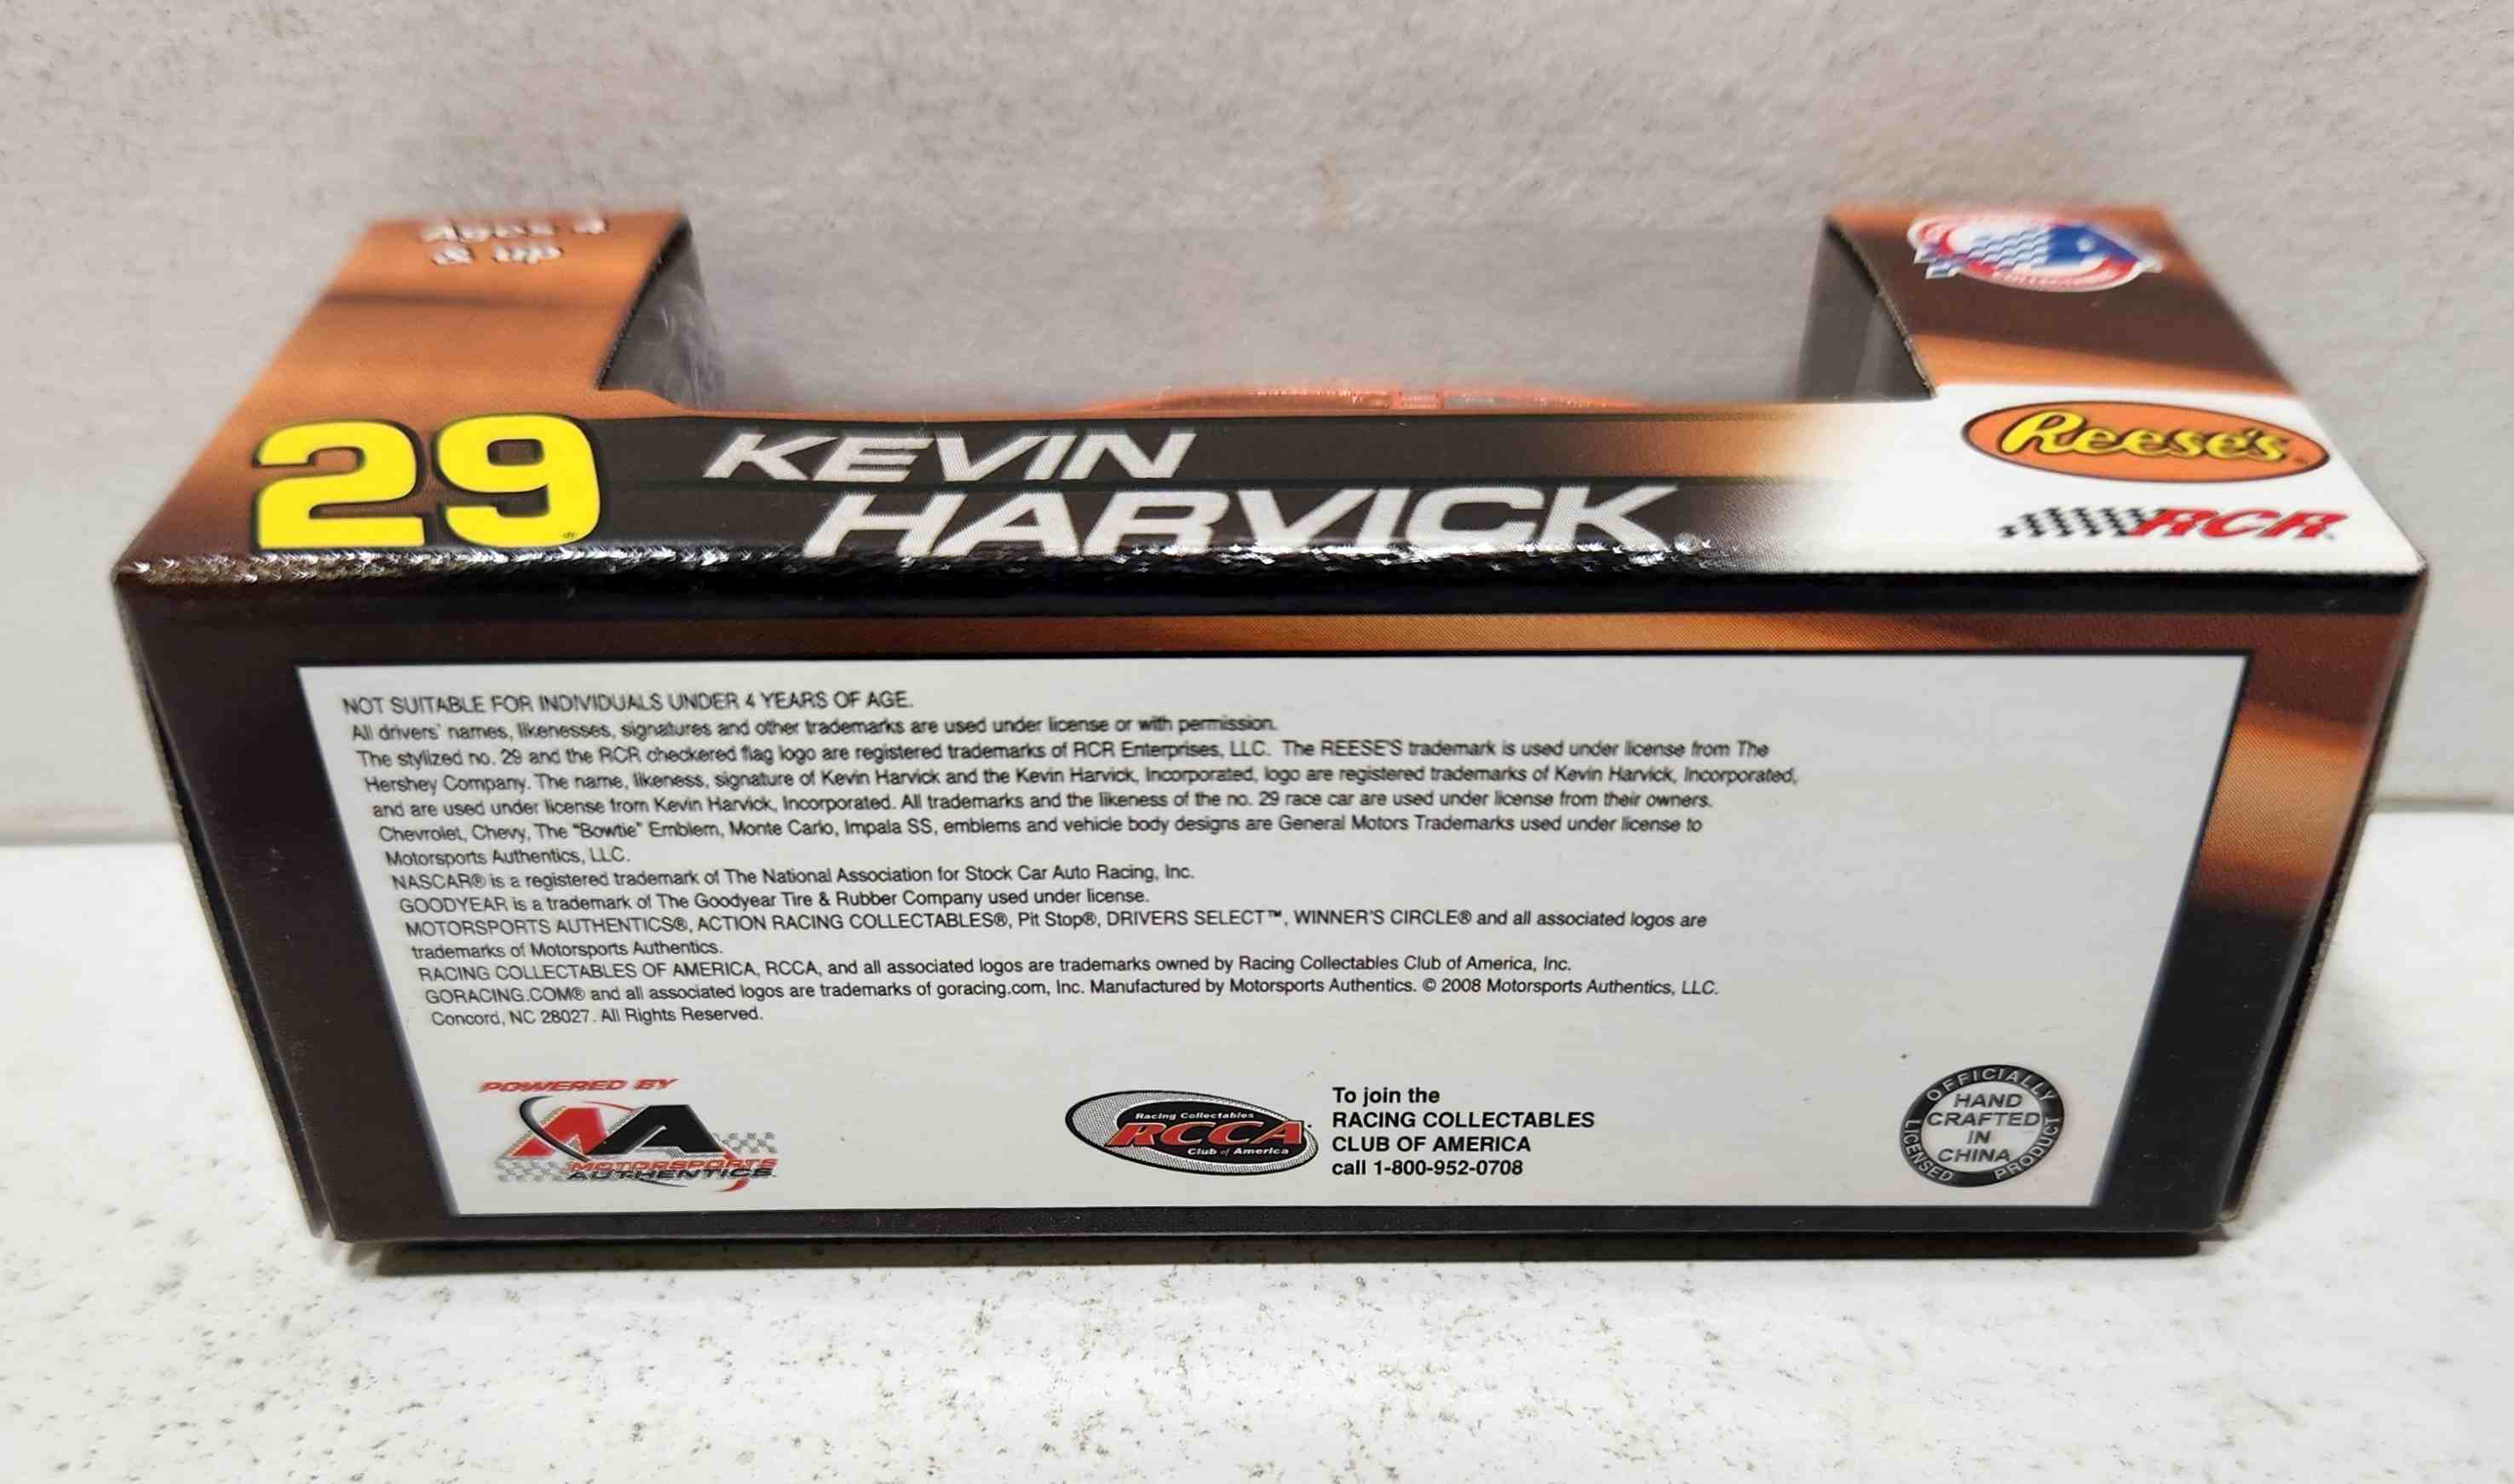 Ages 4
& up
29
KEVIN
HARVICK
Reese's
RCR
NOT SUITABLE FOR INDIVIDUALS UNDER 4 YEARS OF AGE.
All drivers' names, likenesses, signatures and other trademarks are used under license or with permission.
The stylized no. 29 and the RCR checkered flag logo are registered trademarks of RCR Enterprises, LLC. The REESE'S trademark is used under license from The
Hershey Company. The name, likeness, signature of Kevin Harvick and the Kevin Harvick, Incorporated, logo are registered trademarks of Kevin Harvick, Incorporated,
and are used under license from Kevin Harvick, Incorporated. All trademarks and the likeness of the no. 29 race car are used under license from their owners.
Chevrolet, Chevy, The "Bowtie" Emblem, Monte Carlo, Impala SS, emblems and vehicle body designs are General Motors Trademarks used under license to
Motorsports Authentics, LLC.
NASCAR® is a registered trademark of The National Association for Stock Car Auto Racing, Inc.
GOODYEAR is a trademark of The Goodyear Tire & Rubber Company used under license.
MOTORSPORTS AUTHENTICS®, ACTION RACING COLLECTABLES®, Pit Stop®, DRIVERS SELECT™, WINNER'S CIRCLE® and all associated logos are
trademarks of Motorsports Authentics.
RACING COLLECTABLES OF AMERICA, RCCA, and all associated logos are trademarks owned by Racing Collectables Club of America, Inc.
GORACING.COM® and all associated logos are trademarks of goracing.com, Inc. Manufactured by Motorsports Authentics. © 2008 Motorsports Authentics, LLC.
Concord, NC 28027. All Rights Reserved.
POWERED BY
MA
MOTORSPORTS
AUTHENTICS
Racing Collectables
RCCA
Club of America
To join the
RACING COLLECTABLES
CLUB OF AMERICA
call 1-800-952-0708
OFFICIALLY
HAND
CRAFTED
IN
CHINA
LICENSED PRODUCT